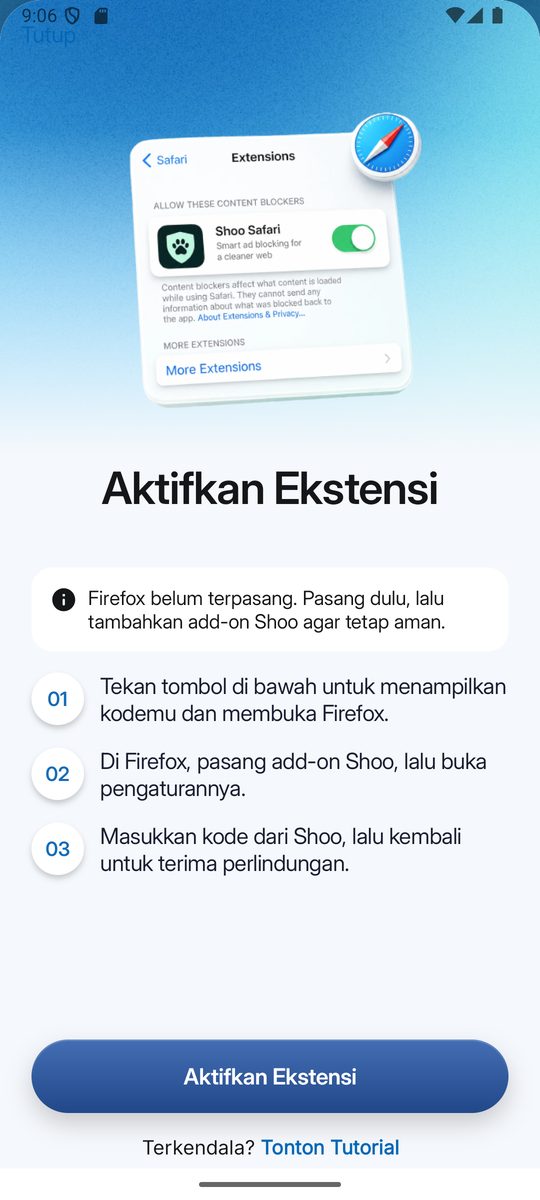 9:06
Tutup
Safari
Extensions
ALLOW THESE CONTENT BLOCKERS
Shoo Safari
Smart ad blocking for
a cleaner web
Content blockers affect what content is loaded
while using Safari. They cannot send any
information about what was blocked back to
the app. About Extensions & Privacy...
MORE EXTENSIONS
More Extensions
Aktifkan Ekstensi
Firefox belum terpasang. Pasang dulu, lalu
tambahkan add-on Shoo agar tetap aman.
01
Tekan tombol di bawah untuk menampilkan
kodemu dan membuka Firefox.
02
Di Firefox, pasang add-on Shoo, lalu buka
pengaturannya.
03
Masukkan kode dari Shoo, lalu kembali
untuk terima perlindungan.
Aktifkan Ekstensi
Terkendala? Tonton Tutorial